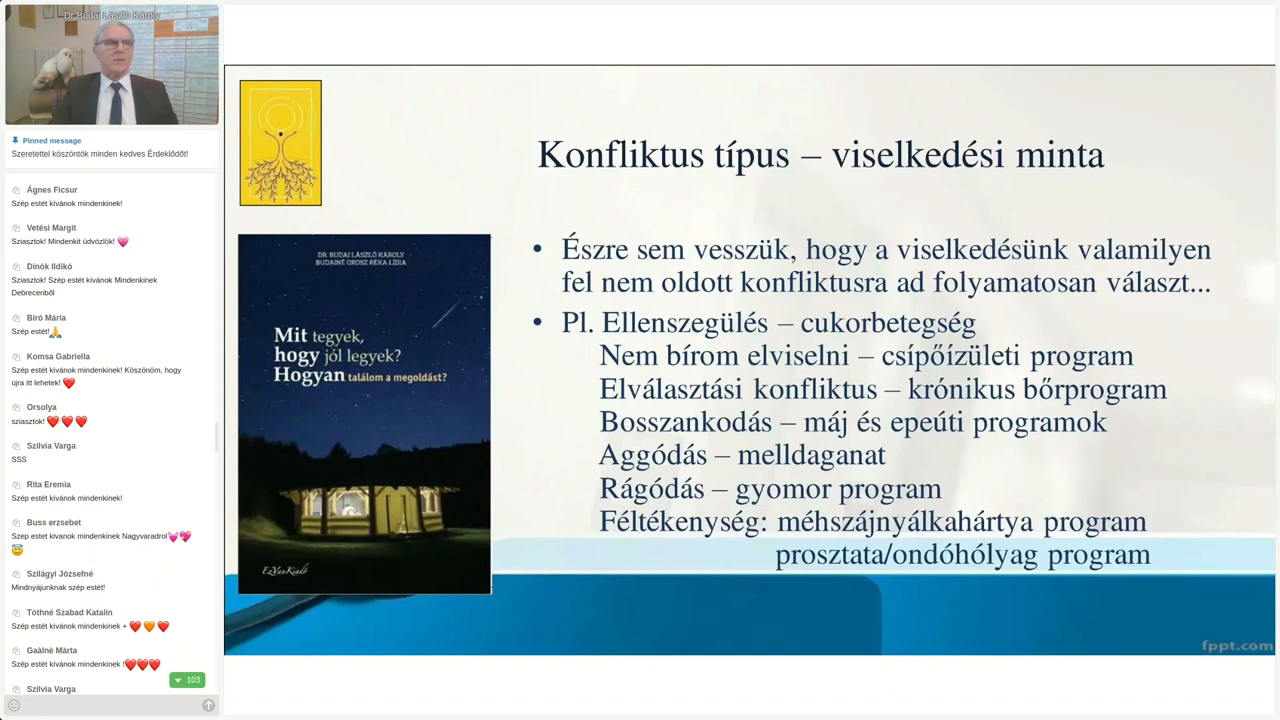 Dr Budai László Károly
Pinned message
Szeretettel köszöntök minden kedves Érdeklődőt!
Ágnes Ficsur
Szép estét kívánok mindenkinek!
Vetési Margit
Sziasztok! Mindenkit üdvözlök! 💗
Dinók Ildikó
Sziasztok! Szép estét kívánok Mindenkinek
Debrecenből
Bíró Mária
Szép estét!🙏
Komsa Gabriella
Szép estét kívánok mindenkinek! Köszönöm, hogy
újra itt lehetek! ❤️
Orsolya
sziasztok! ❤️ ❤️ ❤️
Szilvia Varga
SSS
Rita Eremia
Szép estét kívánok mindenkinek!
Buss erzsebet
Szep estet kivanok mindenkinek Nagyvaradrol💓💖
😇
Szilágyi Józsefné
Mindnyájunknak szép estét!
Tóthné Szabad Katalin
Szép estét kívánok mindenkinek + ❤️ 🧡 ❤️
Gaàlnè Màrta
Szép estét kívánok mindenkinek !❤️❤️❤️
103
Szilvia Varga
Konfliktus típus – viselkedési minta
DR. BUDAI LÁSZLÓ KÁROLY
BUDAINÉ OROSZ RÉKA LÍDIA
Mit tegyek,
hogy jól legyek?
Hogyan találom a megoldást?
EzVanKiadó
• Észre sem vesszük, hogy a viselkedésünk valamilyen
fel nem oldott konfliktusra ad folyamatosan választ...
• Pl. Ellenszegülés – cukorbetegség
Nem bírom elviselni – csípőízületi program
Elválasztási konfliktus – krónikus bőrprogram
Bosszankodás – máj és epeúti programok
Aggódás – melldaganat
Rágódás – gyomor program
Féltékenység: méhszájnyálkahártya program
prosztata/ondóhólyag program
fppt.com